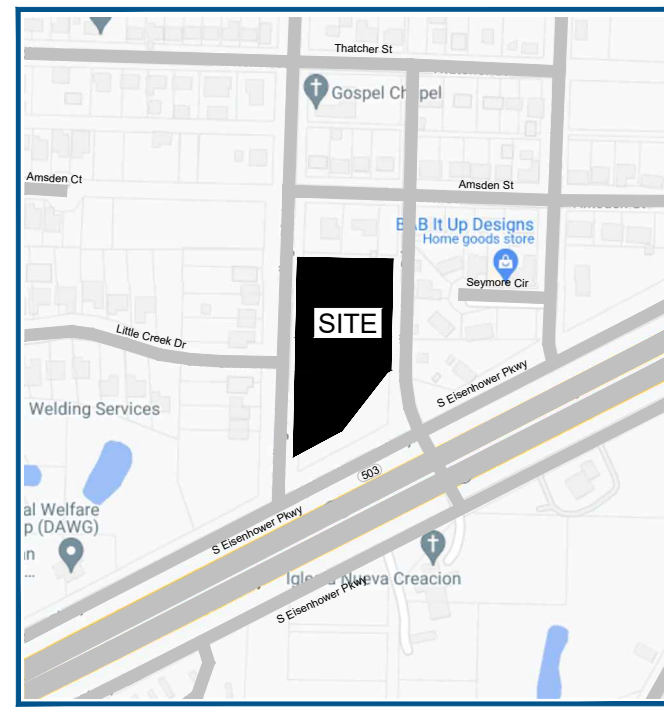 Thatcher St
Gospel Chapel
Amsden Ct
Amsden St
BAB It Up Designs
Home goods store
Seymore Cir
SITE
Little Creek Dr
S Eisenhower Pkwy
Welding Services
503
al Welfare
p (DAWG)
S Eisenhower Pkwy
Iglesia Nueva Creacion
S Eisenhower Pkwy